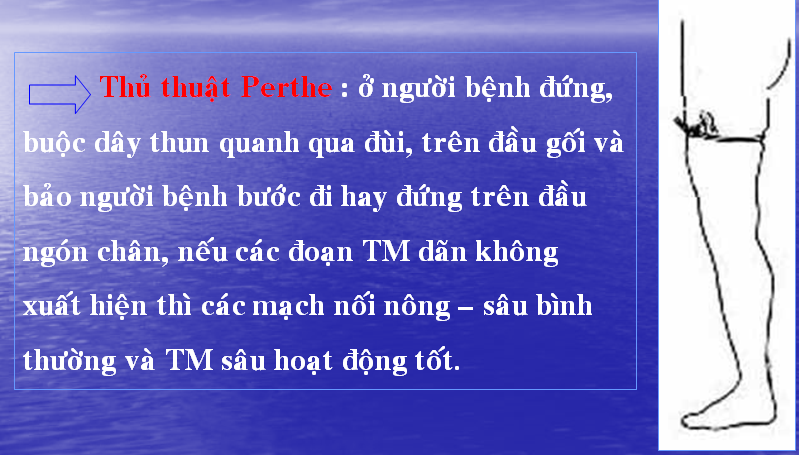 Thủ thuật Perthe : ở người bệnh đứng,
buộc dây thun quanh qua đùi, trên đầu gối và
bảo người bệnh bước đi hay đứng trên đầu
ngón chân, nếu các đoạn TM dãn không
xuất hiện thì các mạch nối nông – sâu bình
thường và TM sâu hoạt động tốt.